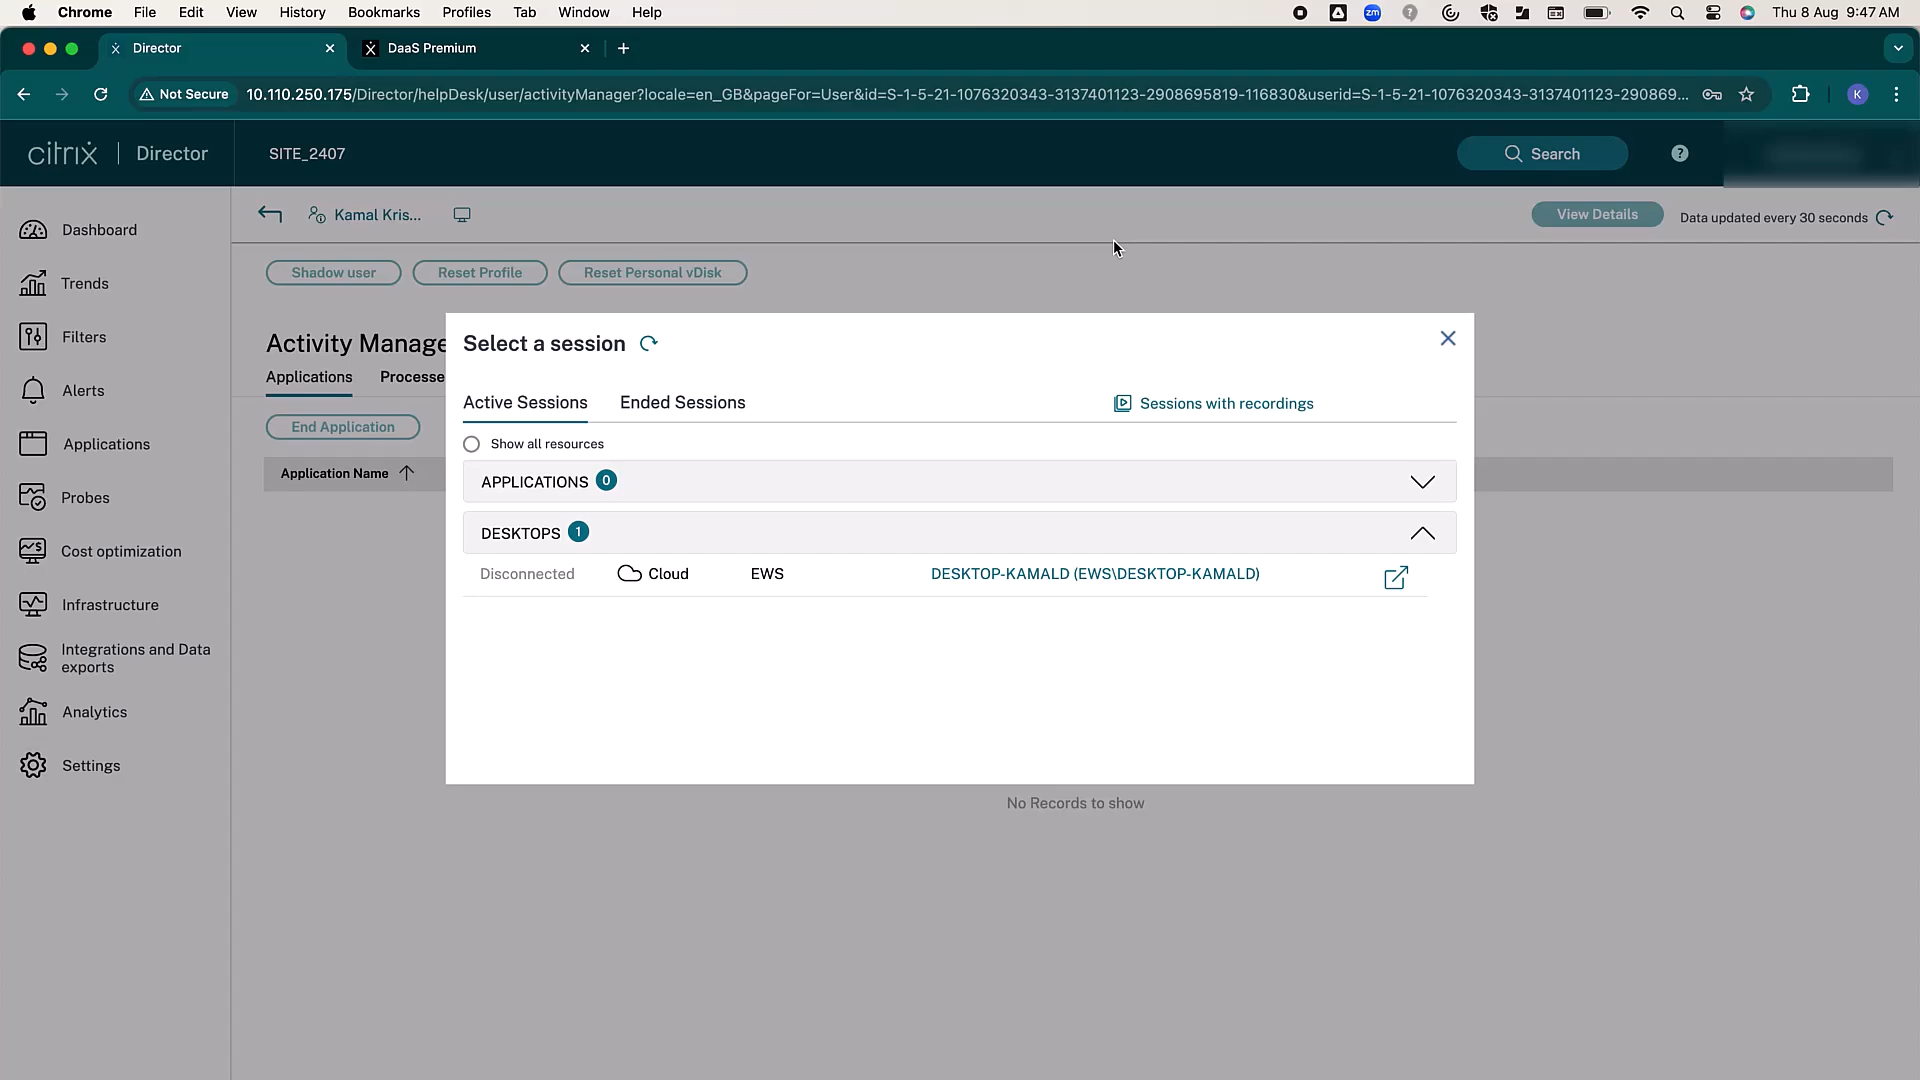 Chrome File Edit View History Bookmarks Profiles Tab Window Help zm Thu 8 Aug 9:47 AM
Director DaaS Premium
Not Secure 10.110.250.175/Director/helpDesk/user/activityManager?locale=en_GB&pageFor=User&id=S-1-5-21-1076320343-3137401123-2908695819-116830&userid=S-1-5-21-1076320343-3137401123-290869... K
citrix Director SITE_2407 Search ?
Kamal Kris... View Details Data updated every 30 seconds
Dashboard
Trends
Filters
Alerts
Applications
Probes
Cost optimization
Infrastructure
Integrations and Data
exports
Analytics
Settings
Shadow user Reset Profile Reset Personal vDisk
Activity Manage
Applications Processe
End Application
Application Name
Select a session
Active Sessions Ended Sessions Sessions with recordings
Show all resources
APPLICATIONS 0
DESKTOPS 1
Disconnected Cloud EWS DESKTOP-KAMALD (EWS\DESKTOP-KAMALD)
No Records to show